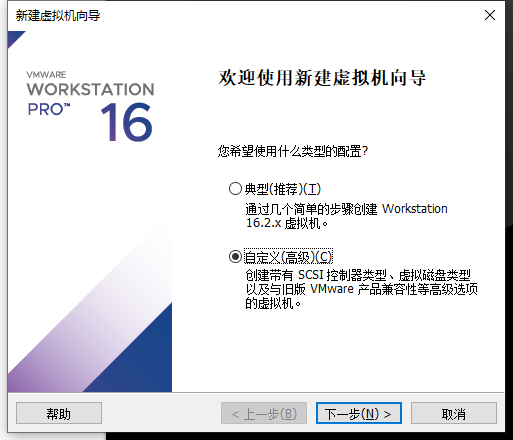 新建虚拟机向导
VMWARE
WORKSTATION
PRO™ 16
欢迎使用新建虚拟机向导
您希望使用什么类型的配置?
典型(推荐)(T)
通过几个简单的步骤创建 Workstation
16.2.x 虚拟机。
自定义(高级)(C)
创建带有 SCSI 控制器类型、虚拟磁盘类型
以及与旧版 VMware 产品兼容性等高级选项
的虚拟机。
帮助
< 上一步(B)
下一步(N) >
取消